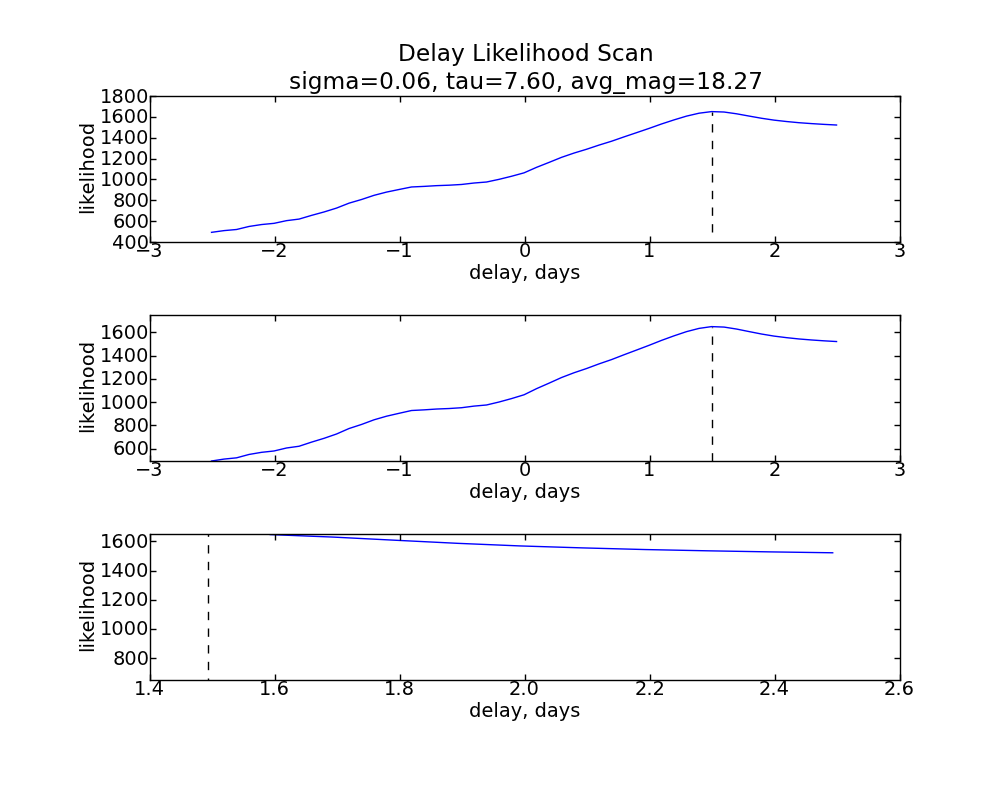 Delay Likelihood Scan
sigma=0.06, tau=7.60, avg_mag=18.27
1800
1600
1400
1200
1000
800
600
400
likelihood
−3 −2 −1 0 1 2 3
delay, days
1600
1400
1200
1000
800
600
likelihood
−3 −2 −1 0 1 2 3
delay, days
1600
1400
1200
1000
800
likelihood
1.4 1.6 1.8 2.0 2.2 2.4 2.6
delay, days